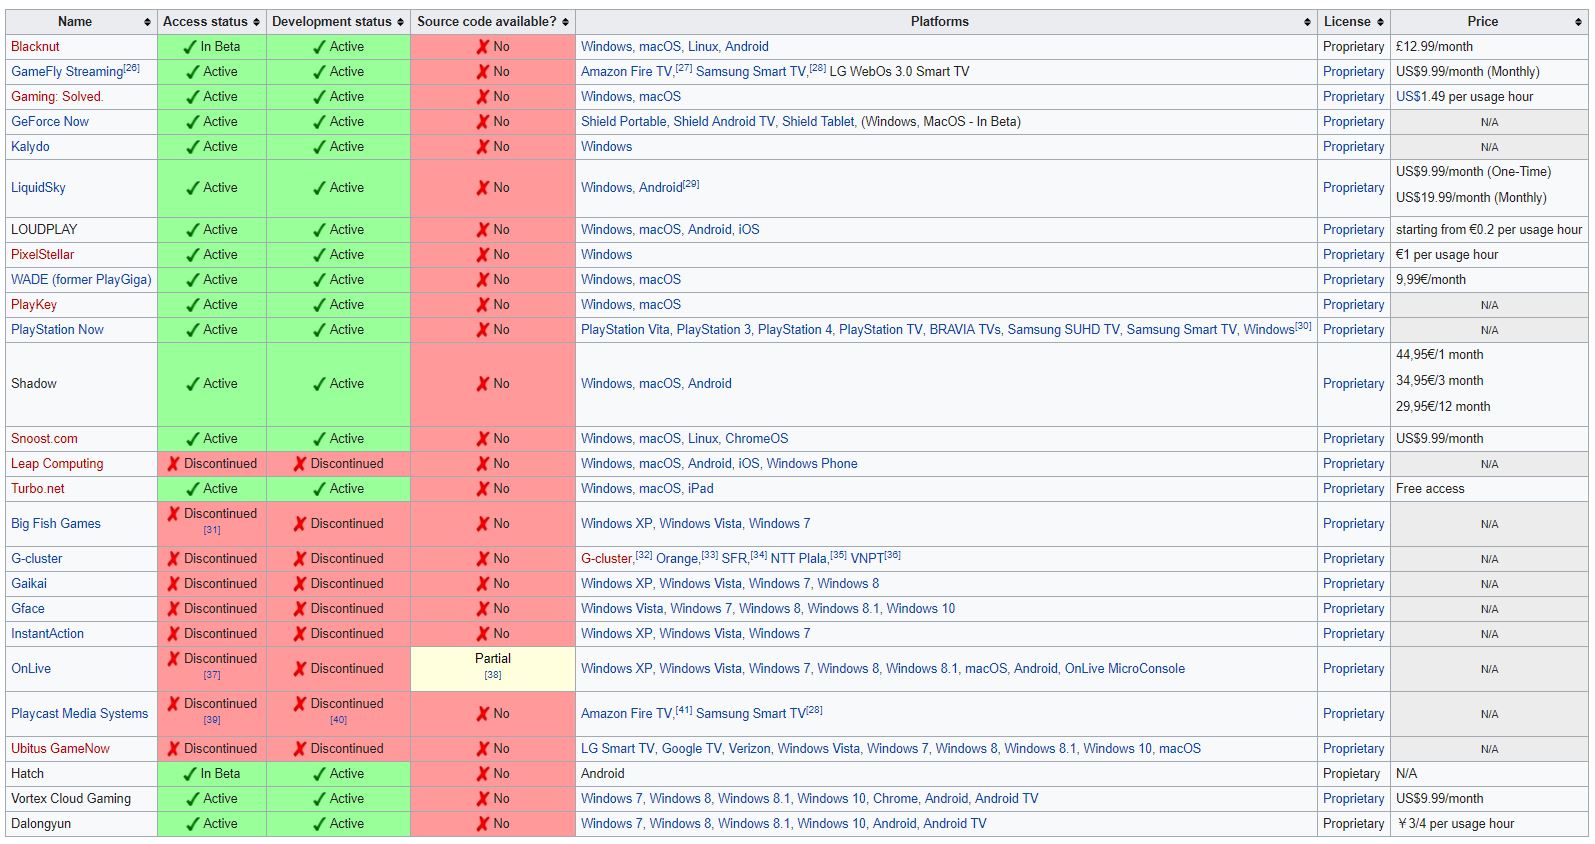 Name Access status Development status Source code available? Platforms License Price
Blacknut In Beta Active No Windows, macOS, Linux, Android Proprietary £12.99/month
GameFly Streaming[26] Active Active No Amazon Fire TV,[27] Samsung Smart TV,[28] LG WebOs 3.0 Smart TV Proprietary US$9.99/month (Monthly)
Gaming: Solved. Active Active No Windows, macOS Proprietary US$1.49 per usage hour
GeForce Now Active Active No Shield Portable, Shield Android TV, Shield Tablet, (Windows, MacOS - In Beta) Proprietary N/A
Kalydo Active Active No Windows Proprietary N/A
LiquidSky Active Active No Windows, Android[29] Proprietary US$9.99/month (One-Time)
US$19.99/month (Monthly)
LOUDPLAY Active Active No Windows, macOS, Android, iOS Proprietary starting from €0.2 per usage hour
PixelStellar Active Active No Windows Proprietary €1 per usage hour
WADE (former PlayGiga) Active Active No Windows, macOS Proprietary 9,99€/month
PlayKey Active Active No Windows, macOS Proprietary N/A
PlayStation Now Active Active No PlayStation Vita, PlayStation 3, PlayStation 4, PlayStation TV, BRAVIA TVs, Samsung SUHD TV, Samsung Smart TV, Windows[30] Proprietary N/A
Shadow Active Active No Windows, macOS, Android Proprietary 44,95€/1 month
34,95€/3 month
29,95€/12 month
Snoost.com Active Active No Windows, macOS, Linux, ChromeOS Proprietary US$9.99/month
Leap Computing Discontinued Discontinued No Windows, macOS, Android, iOS, Windows Phone Proprietary N/A
Turbo.net Active Active No Windows, macOS, iPad Proprietary Free access
Big Fish Games Discontinued [31] Discontinued No Windows XP, Windows Vista, Windows 7 Proprietary N/A
G-cluster Discontinued Discontinued No G-cluster,[32] Orange,[33] SFR,[34] NTT Plala,[35] VNPT[36] Proprietary N/A
Gaikai Discontinued Discontinued No Windows XP, Windows Vista, Windows 7, Windows 8 Proprietary N/A
Gface Discontinued Discontinued No Windows Vista, Windows 7, Windows 8, Windows 8.1, Windows 10 Proprietary N/A
InstantAction Discontinued Discontinued No Windows XP, Windows Vista, Windows 7 Proprietary N/A
OnLive Discontinued [37] Discontinued Partial [38] Windows XP, Windows Vista, Windows 7, Windows 8, Windows 8.1, macOS, Android, OnLive MicroConsole Proprietary N/A
Playcast Media Systems Discontinued [39] Discontinued [40] No Amazon Fire TV,[41] Samsung Smart TV[28] Proprietary N/A
Ubitus GameNow Discontinued Discontinued No LG Smart TV, Google TV, Verizon, Windows Vista, Windows 7, Windows 8, Windows 8.1, Windows 10, macOS Proprietary N/A
Hatch In Beta Active No Android Propietary N/A
Vortex Cloud Gaming Active Active No Windows 7, Windows 8, Windows 8.1, Windows 10, Chrome, Android, Android TV Proprietary US$9.99/month
Dalongyun Active Active No Windows 7, Windows 8, Windows 8.1, Windows 10, Android, Android TV Proprietary ￥3/4 per usage hour